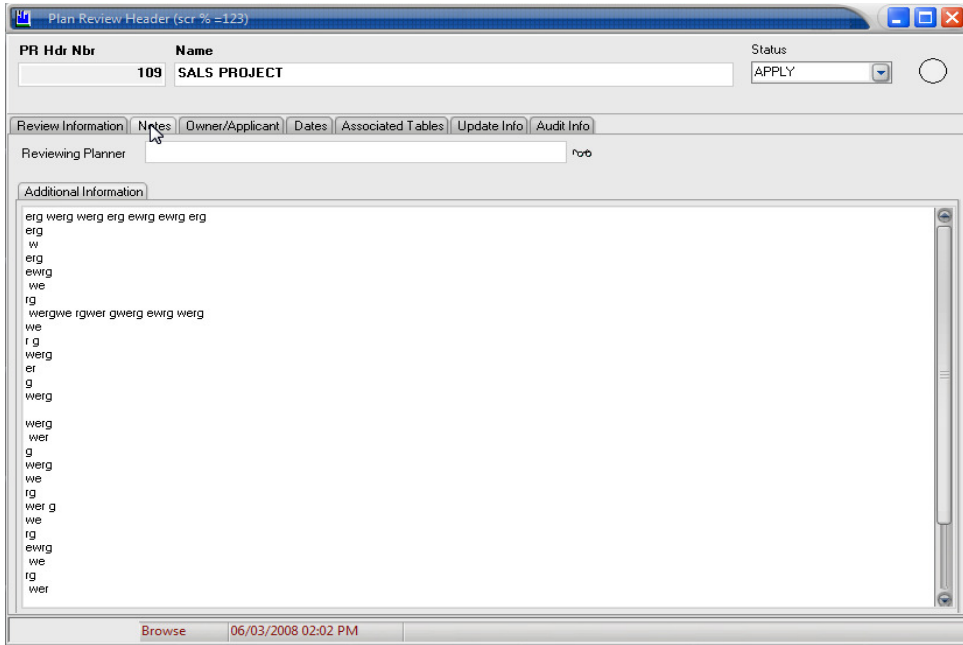 Plan Review Header (scr % =123)
PR Hdr Nbr Name Status
109 SALS PROJECT APPLY
Review Information Notes Owner/Applicant Dates Associated Tables Update Info Audit Info
Reviewing Planner
Additional Information
erg werg werg erg ewrg ewrg erg
erg
w
erg
ewrg
we
rg
wergwe rgwer gwerg ewrg werg
we
r g
werg
er
g
werg
werg
wer
g
werg
we
rg
wer g
we
rg
ewrg
we
rg
wer
Browse 06/03/2008 02:02 PM